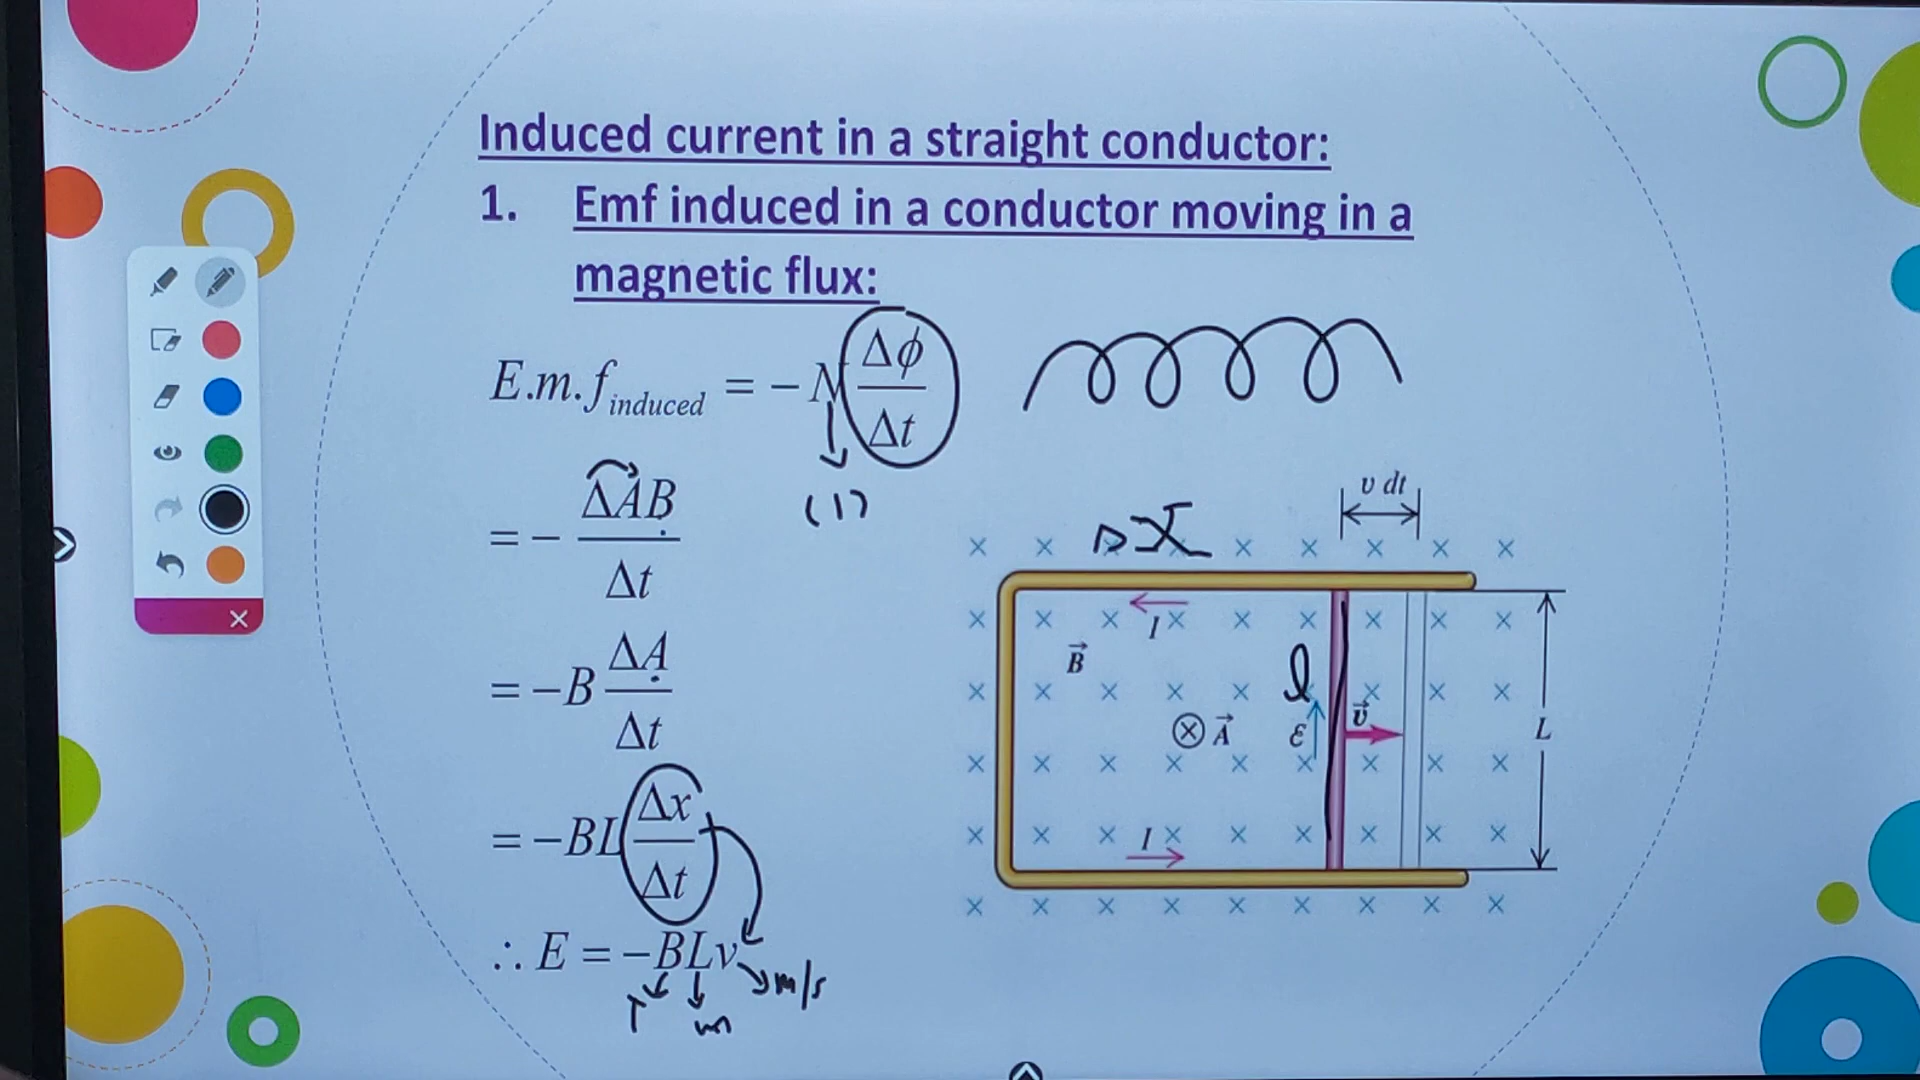 Induced current in a straight conductor:
1. Emf induced in a conductor moving in a
magnetic flux:
E.m.f induced = -N Δϕ/Δt
(1)
= - ΔAB/Δt
= -B ΔA/Δt
= -BL Δx/Δt
∴ E = -BLv
T m m/s
v dt
Δx
I
B⃗
l
⊗ A⃗
ε
v⃗
L
I